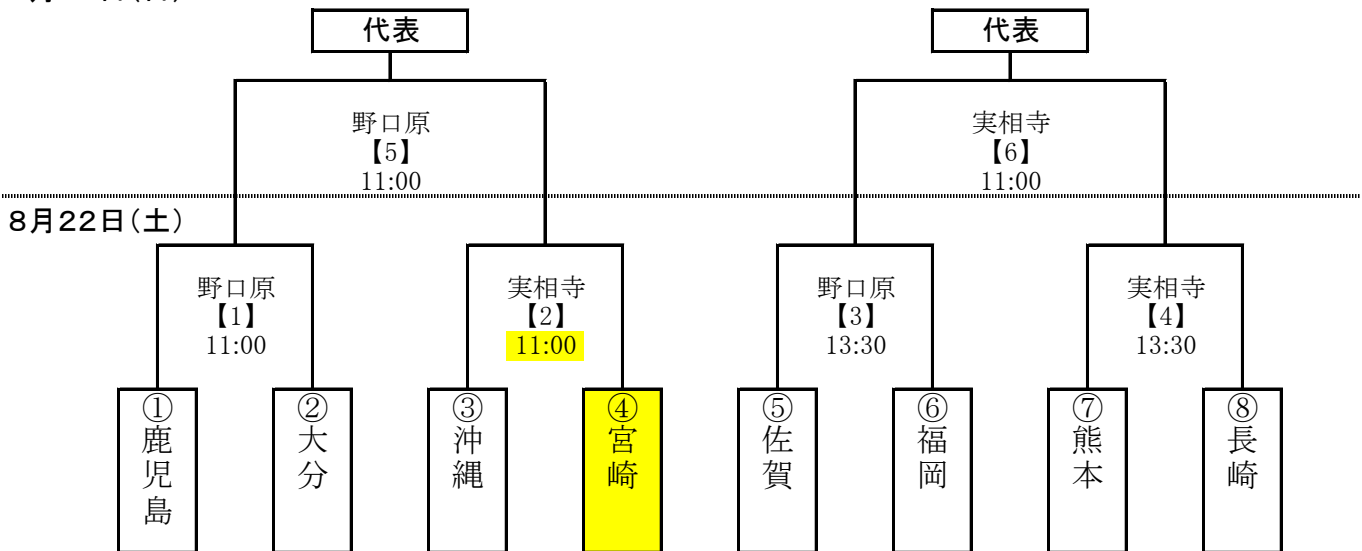 代表 代表
野口原 実相寺
【5】 【6】
11:00 11:00
8月22日(土)
野口原 実相寺 野口原 実相寺
【1】 【2】 【3】 【4】
11:00 11:00 13:30 13:30
①鹿児島 ②大分 ③沖縄 ④宮崎 ⑤佐賀 ⑥福岡 ⑦熊本 ⑧長崎